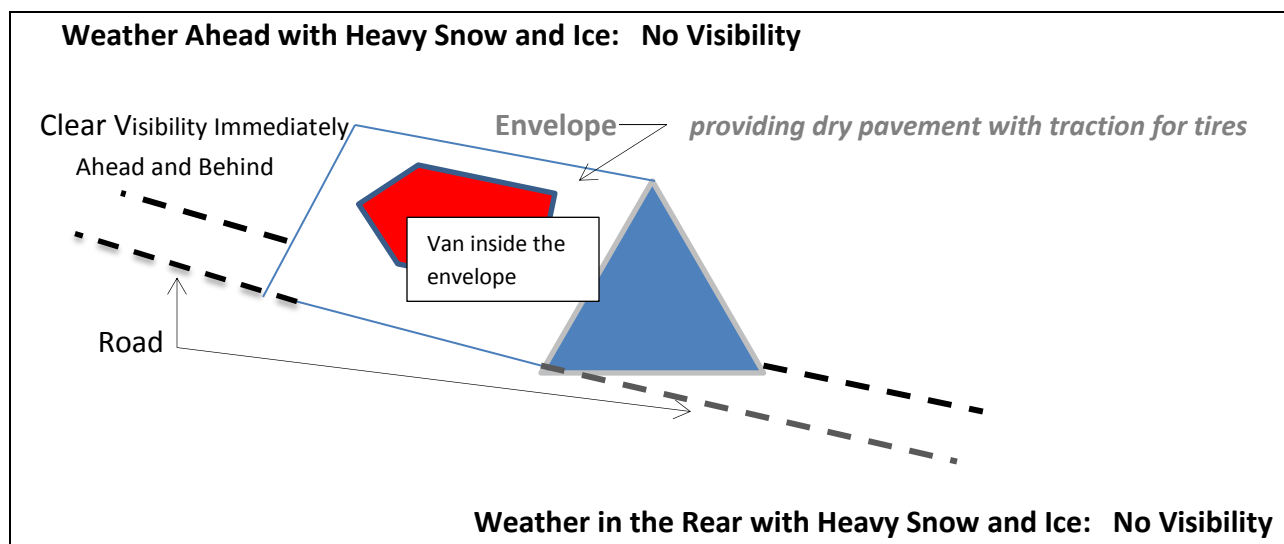 Weather Ahead with Heavy Snow and Ice:   No Visibility
Clear Visibility Immediately
Ahead and Behind
Envelope
providing dry pavement with traction for tires
Van inside the
envelope
Road
Weather in the Rear with Heavy Snow and Ice:   No Visibility